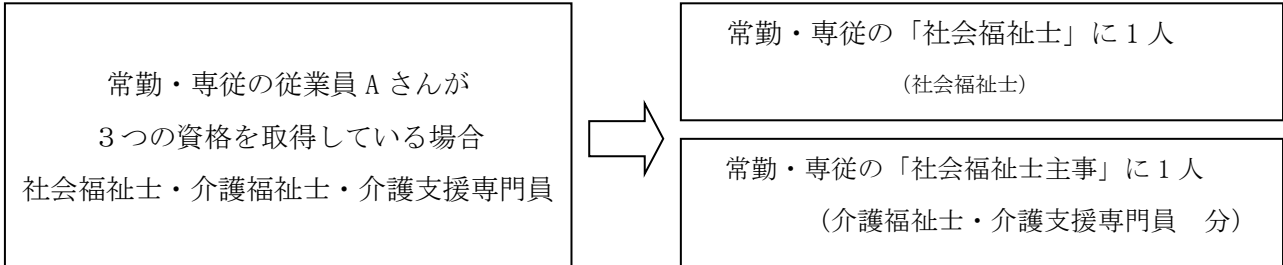 常勤・専従の従業員 A さんが
3つの資格を取得している場合
社会福祉士・介護福祉士・介護支援専門員
常勤・専従の「社会福祉士」に 1 人
(社会福祉士)
常勤・専従の「社会福祉士主事」に 1 人
(介護福祉士・介護支援専門員 分)